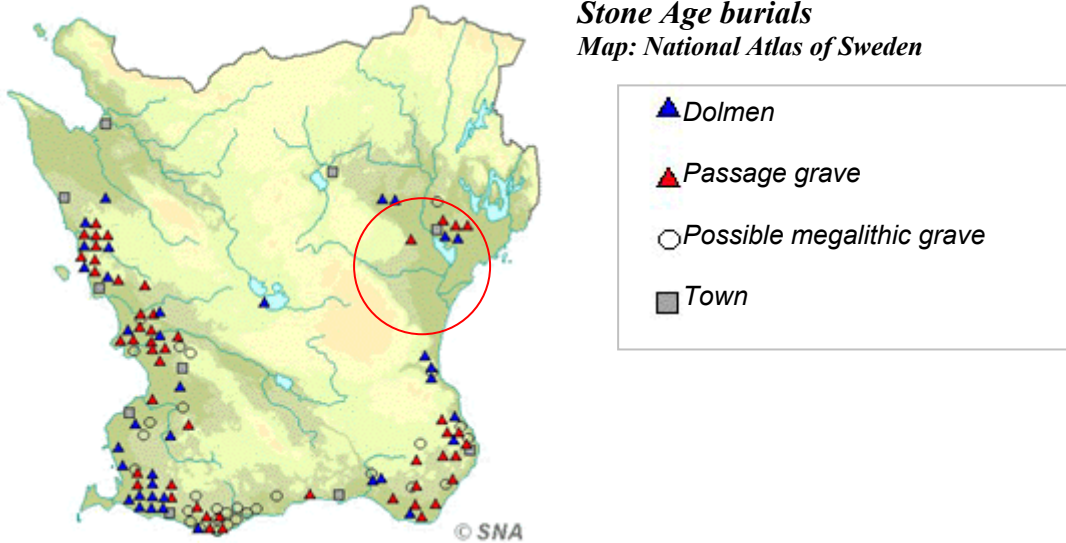 Stone Age burials
Map: National Atlas of Sweden
Dolmen
Passage grave
Possible megalithic grave
Town
© SNA